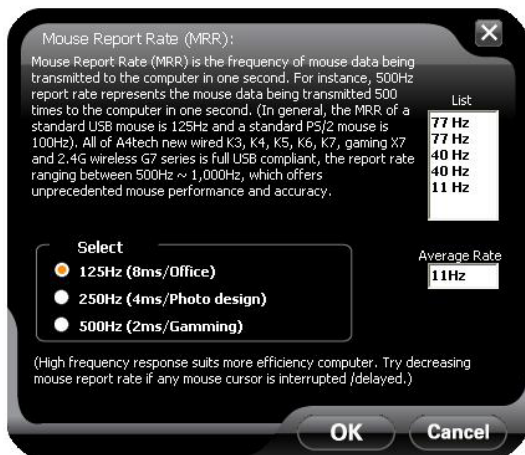 Mouse Report Rate (MRR):
Mouse Report Rate (MRR) is the frequency of mouse data being
transmitted to the computer in one second. For instance, 500Hz
report rate represents the mouse data being transmitted 500
times to the computer in one second. (In general, the MRR of a
standard USB mouse is 125Hz and a standard PS/2 mouse is
100Hz). All of A4tech new wired K3, K4, K5, K6, K7, gaming X7
and 2.4G wireless G7 series is full USB compliant, the report rate
ranging between 500Hz ~ 1,000Hz, which offers
unprecedented mouse performance and accuracy.
List
77 Hz
77 Hz
40 Hz
40 Hz
11 Hz
Select
125Hz (8ms/Office)
250Hz (4ms/Photo design)
500Hz (2ms/Gamming)
Average Rate
11Hz
(High frequency response suits more efficiency computer. Try decreasing
mouse report rate if any mouse cursor is interrupted /delayed.)
OK
Cancel